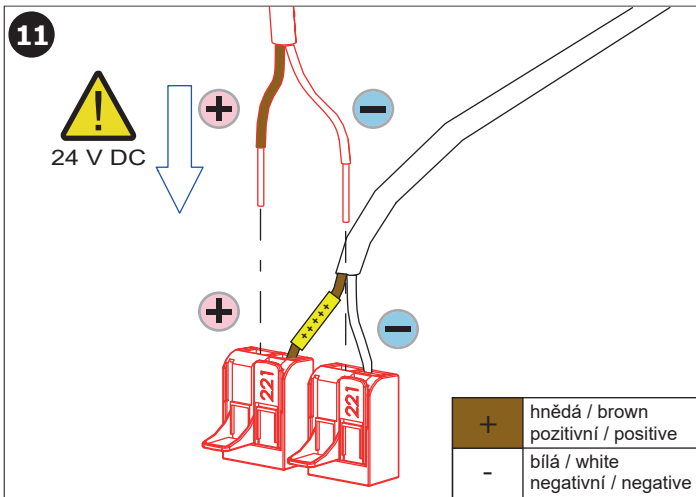 11
!
24 V DC
+
-
+
+++++
-
221
221
+ hnědá / brown
pozitivní / positive
- bílá / white
negativní / negative